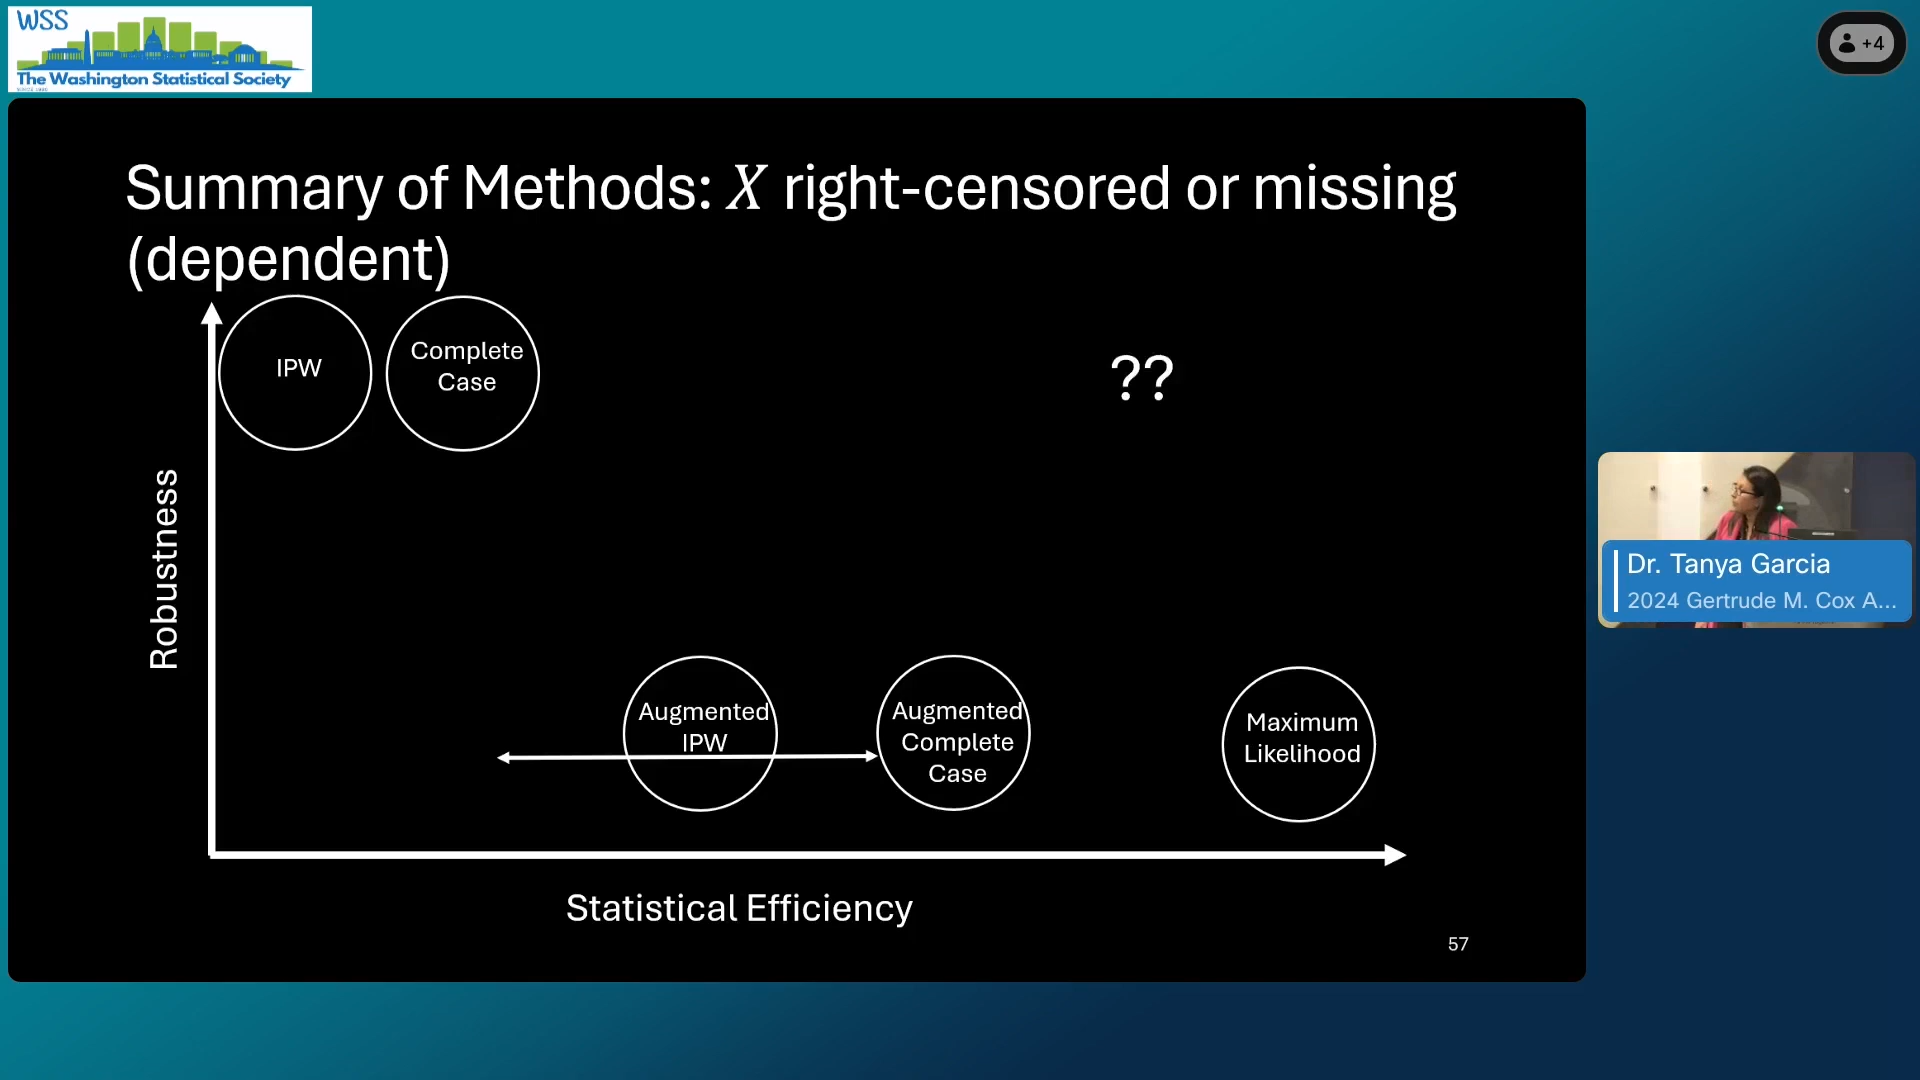 WSS
The Washington Statistical Society
+4
Summary of Methods: X right-censored or missing
(dependent)
IPW
Complete
Case
??
Robustness
Augmented
IPW
Augmented
Complete
Case
Maximum
Likelihood
Statistical Efficiency
57
Dr. Tanya Garcia
2024 Gertrude M. Cox A...